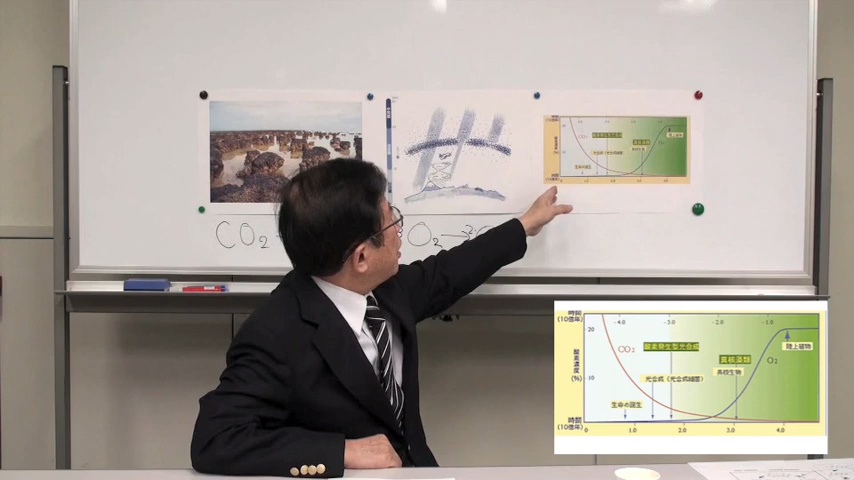 CO₂
O₂→
時間
(10億年)
-4.0
-3.0
-2.0
-1.0
20
CO₂
酸素発生型光合成
陸上植物
真核藻類
O₂
酸素濃度
(%)
真核生物
10
光合成(光合成細菌)
生命の誕生
時間
(10億年)
0
1.0
2.0
3.0
4.0